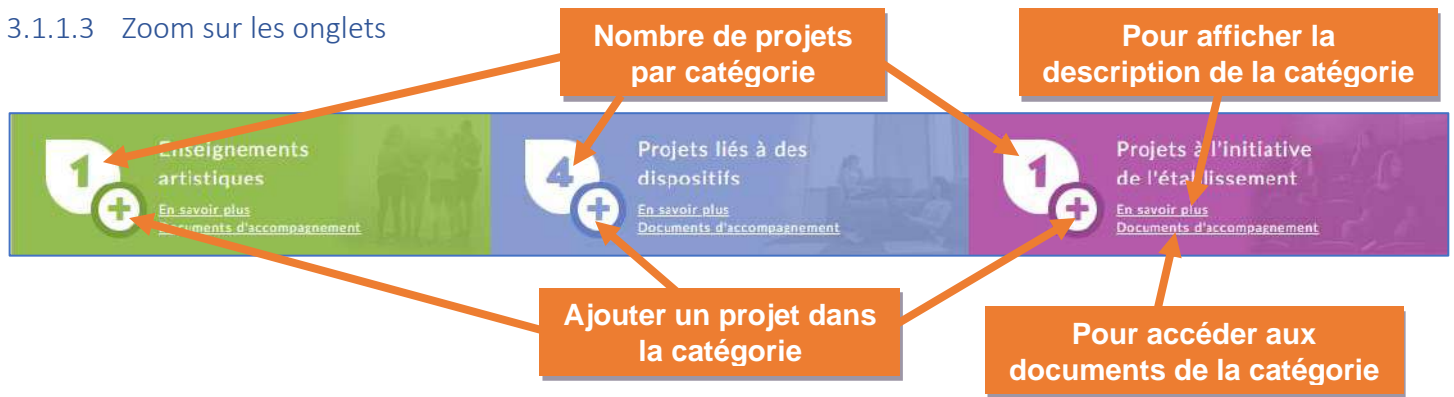 3.1.1.3 Zoom sur les onglets
Nombre de projets
par catégorie
Pour afficher la
description de la catégorie
1
Enseignements
artistiques
En savoir plus
Documents d'accompagnement
4
Projets liés à des
dispositifs
En savoir plus
Documents d'accompagnement
1
Projets à l'initiative
de l'établissement
En savoir plus
Documents d'accompagnement
Ajouter un projet dans
la catégorie
Pour accéder aux
documents de la catégorie